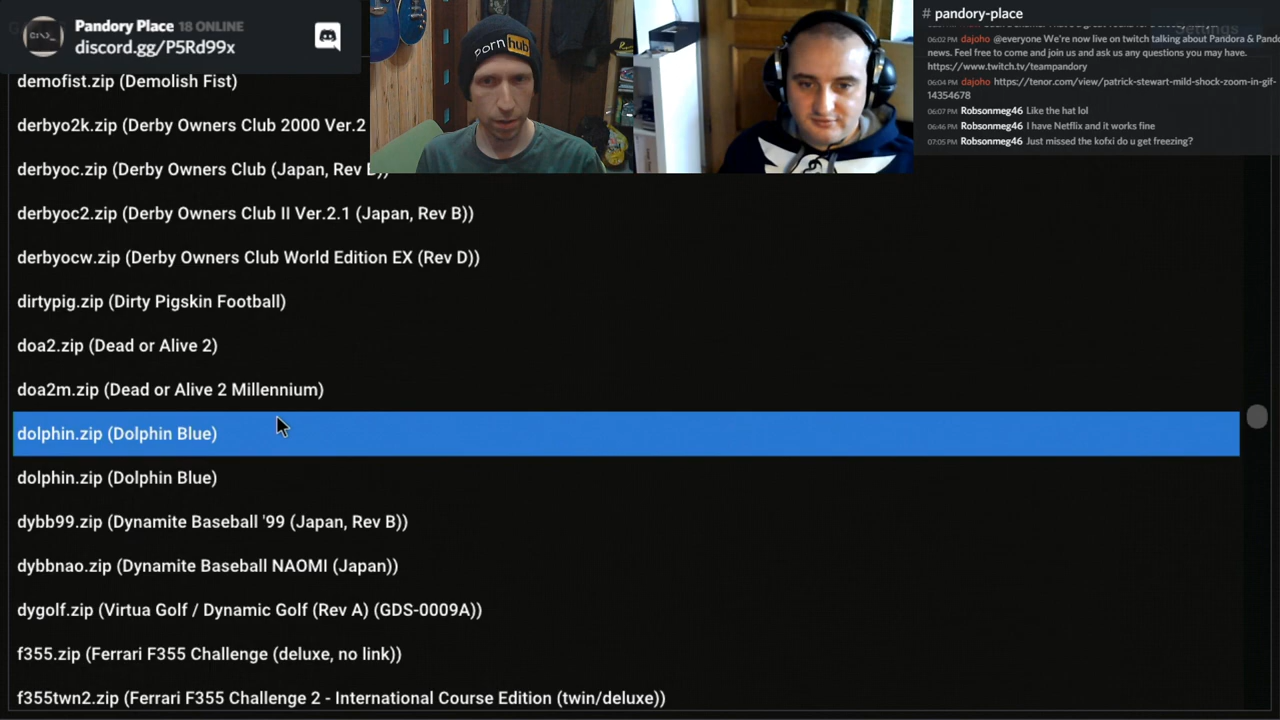 Pandory Place 18 ONLINE
discord.gg/P5Rd99x
Porn hub
# pandory-place
Settings
06:02 PM dajoho @everyone We're now live on twitch talking about Pandora & Pando
news. Feel free to come and join us and ask us any questions you may have.
https://www.twitch.tv/teampandory
06:04 PM dajoho https://tenor.com/view/patrick-stewart-mild-shock-zoom-in-gif-
14354678
06:07 PM Robsonmeg46 Like the hat lol
06:46 PM Robsonmeg46 I have Netflix and it works fine
07:05 PM Robsonmeg46 Just missed the kofxi do u get freezing?
demofist.zip (Demolish Fist)
derbyo2k.zip (Derby Owners Club 2000 Ver.2
derbyoc.zip (Derby Owners Club (Japan, Rev D))
derbyoc2.zip (Derby Owners Club II Ver.2.1 (Japan, Rev B))
derbyocw.zip (Derby Owners Club World Edition EX (Rev D))
dirtypig.zip (Dirty Pigskin Football)
doa2.zip (Dead or Alive 2)
doa2m.zip (Dead or Alive 2 Millennium)
dolphin.zip (Dolphin Blue)
dolphin.zip (Dolphin Blue)
dybb99.zip (Dynamite Baseball '99 (Japan, Rev B))
dybbnao.zip (Dynamite Baseball NAOMI (Japan))
dygolf.zip (Virtua Golf / Dynamic Golf (Rev A) (GDS-0009A))
f355.zip (Ferrari F355 Challenge (deluxe, no link))
f355twn2.zip (Ferrari F355 Challenge 2 - International Course Edition (twin/deluxe))